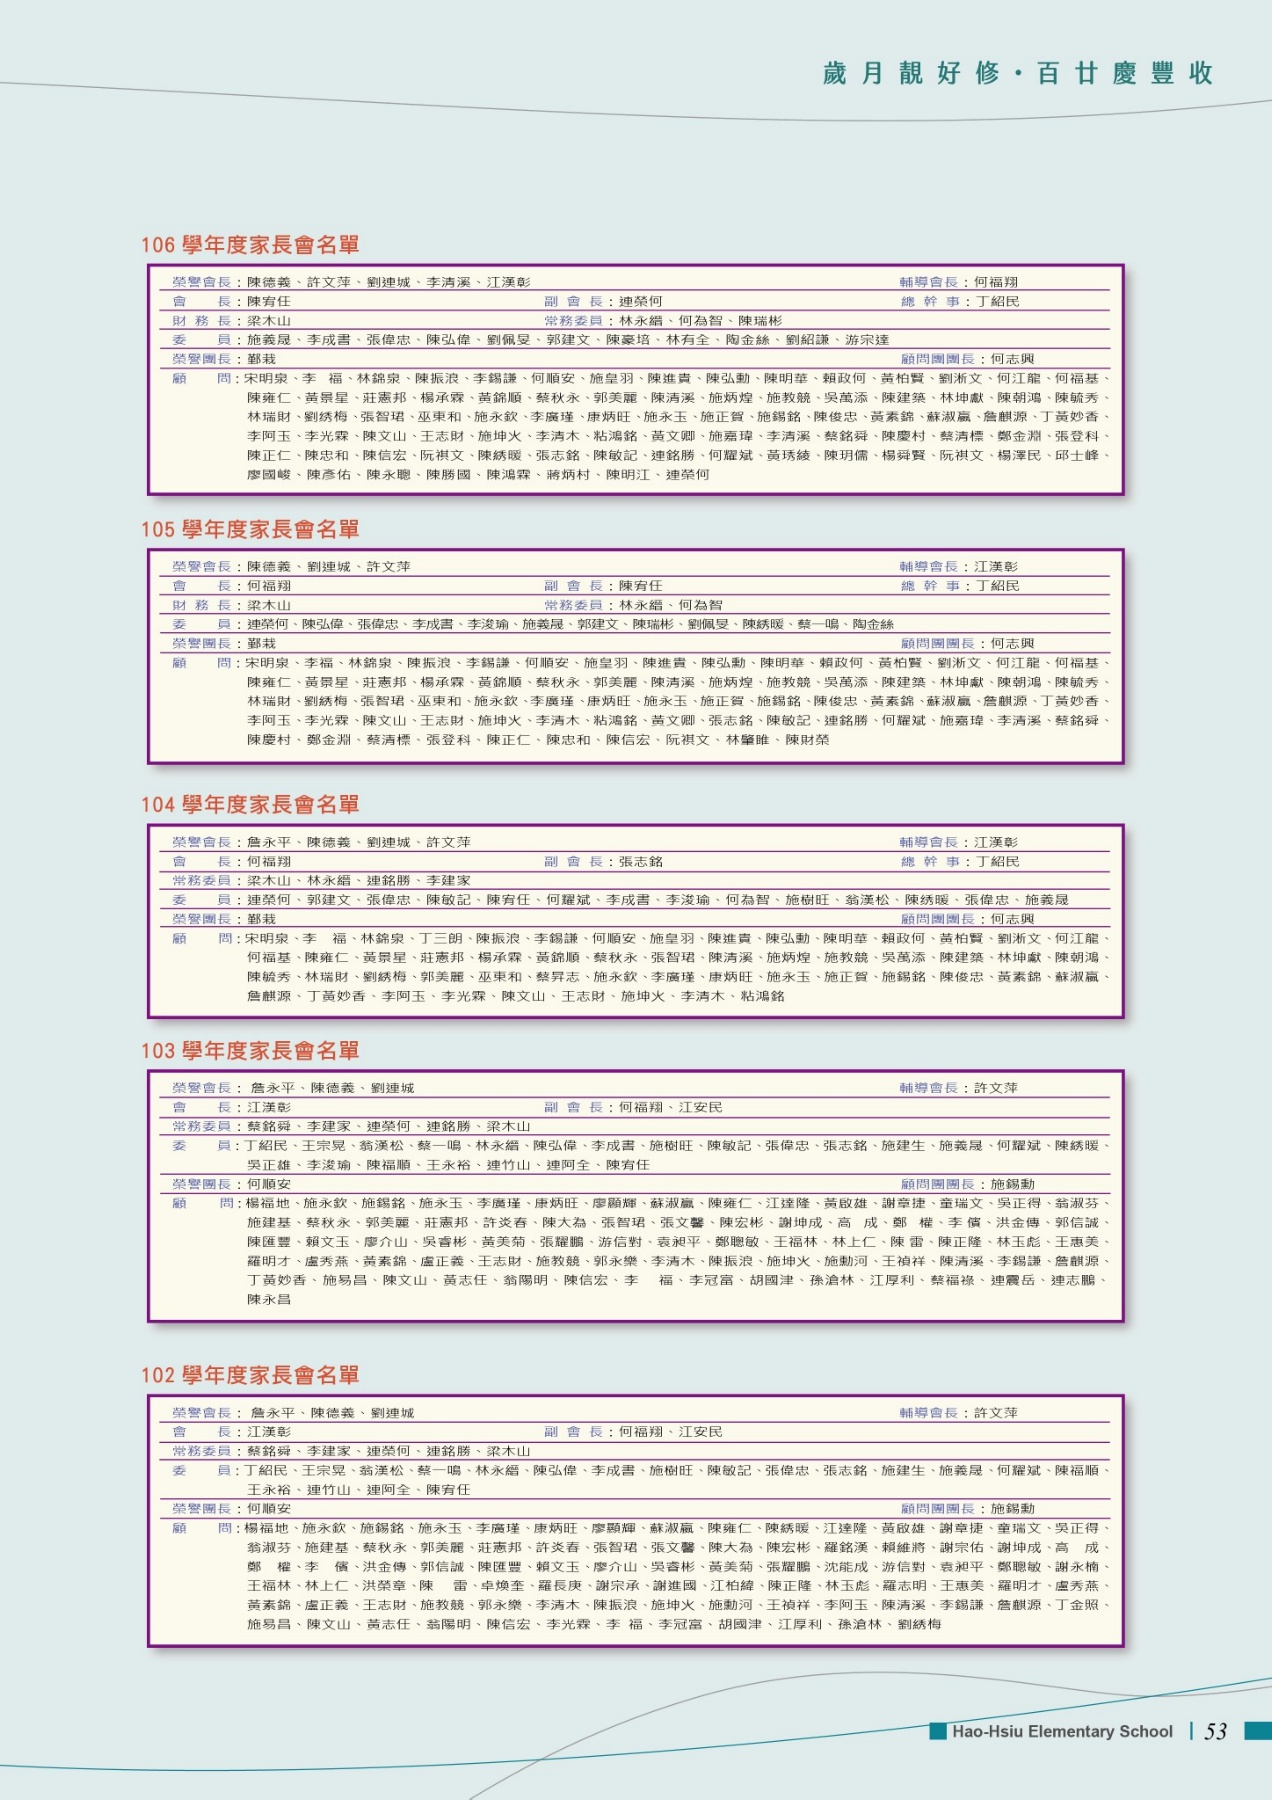 歲月靚好修・百廿慶豐收
106 學年度家長會名單
榮譽會長：陳德義、許文萍、劉連城、李清溪、江漢彰 輔導會長：何福翔
會　　長：陳宥任 副 會 長：連榮何 總 幹 事：丁紹民
財 務 長：梁木山 常務委員：林永縉、何為智、陳瑞彬
委　　員：施義晟、李成書、張偉忠、陳弘偉、劉佩旻、郭建文、陳豪培、林有全、陶金絲、劉紹謙、游宗達
榮譽團長：鄞栽 顧問團團長：何志興
顧　　問：宋明泉、李　福、林錦泉、陳振浪、李錫謙、何順安、施皇羽、陳進貴、陳弘勳、陳明華、賴政何、黃柏賢、劉淅文、何江龍、何福基、
陳雍仁、黃景星、莊憲邦、楊承霖、黃錦順、蔡秋永、郭美麗、陳清溪、施炳煌、施教競、吳萬添、陳建築、林坤獻、陳朝鴻、陳毓秀、
林瑞財、劉綉梅、張智珺、巫東和、施永欽、李廣瑾、康炳旺、施永玉、施正賀、施錫銘、陳俊忠、黃素錦、蘇淑贏、詹麒源、丁黃妙香、
李阿玉、李光霖、陳文山、王志財、施坤火、李清木、粘鴻銘、黃文卿、施嘉瑋、李清溪、蔡銘舜、陳慶村、蔡清標、鄭金淵、張登科、
陳正仁、陳忠和、陳信宏、阮祺文、陳綉暖、張志銘、陳敏記、連銘勝、何耀斌、黃琇綾、陳玥儒、楊舜賢、阮祺文、楊澤民、邱士峰、
廖國峻、陳彥佑、陳永聰、陳勝國、陳鴻霖、蔣炳村、陳明江、連榮何
105 學年度家長會名單
榮譽會長：陳德義、劉連城、許文萍 輔導會長：江漢彰
會　　長：何福翔 副 會 長：陳宥任 總 幹 事：丁紹民
財 務 長：梁木山 常務委員：林永縉、何為智
委　　員：連榮何、陳弘偉、張偉忠、李成書、李浚瑜、施義晟、郭建文、陳瑞彬、劉佩旻、陳綉暖、蔡一鳴、陶金絲
榮譽團長：鄞栽 顧問團團長：何志興
顧　　問：宋明泉、李福、林錦泉、陳振浪、李錫謙、何順安、施皇羽、陳進貴、陳弘勳、陳明華、賴政何、黃柏賢、劉淅文、何江龍、何福基、
陳雍仁、黃景星、莊憲邦、楊承霖、黃錦順、蔡秋永、郭美麗、陳清溪、施炳煌、施教競、吳萬添、陳建築、林坤獻、陳朝鴻、陳毓秀、
林瑞財、劉綉梅、張智珺、巫東和、施永欽、李廣瑾、康炳旺、施永玉、施正賀、施錫銘、陳俊忠、黃素錦、蘇淑贏、詹麒源、丁黃妙香、
李阿玉、李光霖、陳文山、王志財、施坤火、李清木、粘鴻銘、黃文卿、張志銘、陳敏記、連銘勝、何耀斌、施嘉瑋、李清溪、蔡銘舜、
陳慶村、鄭金淵、蔡清標、張登科、陳正仁、陳忠和、陳信宏、阮祺文、林肇睢、陳財榮
104 學年度家長會名單
榮譽會長：詹永平、陳德義、劉連城、許文萍 輔導會長：江漢彰
會　　長：何福翔 副 會 長：張志銘 總 幹 事：丁紹民
常務委員：梁木山、林永縉、連銘勝、李建家
委　　員：連榮何、郭建文、張偉忠、陳敏記、陳宥任、何耀斌、李成書、李浚瑜、何為智、施樹旺、翁漢松、陳綉暖、張偉忠、施義晟
榮譽團長：鄞栽 顧問團團長：何志興
顧　　問：宋明泉、李　福、林錦泉、丁三朗、陳振浪、李錫謙、何順安、施皇羽、陳進貴、陳弘勳、陳明華、賴政何、黃柏賢、劉淅文、何江龍、
何福基、陳雍仁、黃景星、莊憲邦、楊承霖、黃錦順、蔡秋永、張智珺、陳清溪、施炳煌、施教競、吳萬添、陳建築、林坤獻、陳朝鴻、
陳毓秀、林瑞財、劉綉梅、郭美麗、巫東和、蔡昇志、施永欽、李廣瑾、康炳旺、施永玉、施正賀、施錫銘、陳俊忠、黃素錦、蘇淑贏、
詹麒源、丁黃妙香、李阿玉、李光霖、陳文山、王志財、施坤火、李清木、粘鴻銘
103 學年度家長會名單
榮譽會長： 詹永平、陳德義、劉連城 輔導會長：許文萍
會　　長：江漢彰 副 會 長：何福翔、江安民
常務委員：蔡銘舜、李建家、連榮何、連銘勝、梁木山
委　　員：丁紹民、王宗晃、翁漢松、蔡一鳴、林永縉、陳弘偉、李成書、施樹旺、陳敏記、張偉忠、張志銘、施建生、施義晟、何耀斌、陳綉暖、
吳正雄、李浚瑜、陳福順、王永裕、連竹山、連阿全、陳宥任
榮譽團長：何順安 顧問團團長：施錫勳
顧　　問：楊福地、施永欽、施錫銘、施永玉、李廣瑾、康炳旺、廖顯輝、蘇淑贏、陳雍仁、江達隆、黃啟雄、謝章捷、童瑞文、吳正得、翁淑芬、
施建基、蔡秋永、郭美麗、莊憲邦、許炎春、陳大為、張智珺、張文馨、陳宏彬、謝坤成、高　成、鄭　權、李 儐、洪金傳、郭信誠、
陳匯豐、賴文玉、廖介山、吳睿彬、黃美菊、張耀鵬、游信對、袁昶平、鄭聰敏、王福林、林上仁、陳 雷、陳正隆、林玉彪、王惠美、
羅明才、盧秀燕、黃素錦、盧正義、王志財、施教競、郭永樂、李清木、陳振浪、施坤火、施勳河、王禎祥、陳清溪、李錫謙、詹麒源、
丁黃妙香、施易昌、陳文山、黃志任、翁陽明、陳信宏、李　福、李冠富、胡國津、孫滄林、江厚利、蔡福祿、連震岳、連志鵬、
陳永昌
102 學年度家長會名單
榮譽會長： 詹永平、陳德義、劉連城 輔導會長：許文萍
會　　長：江漢彰 副 會 長：何福翔、江安民
常務委員：蔡銘舜、李建家、連榮何、連銘勝、梁木山
委　　員：丁紹民、王宗晃、翁漢松、蔡一鳴、林永縉、陳弘偉、李成書、施樹旺、陳敏記、張偉忠、張志銘、施建生、施義晟、何耀斌、陳福順、
王永裕、連竹山、連阿全、陳宥任
榮譽團長：何順安 顧問團團長：施錫勳
顧　　問：楊福地、施永欽、施錫銘、施永玉、李廣瑾、康炳旺、廖顯輝、蘇淑贏、陳雍仁、陳綉暖、江達隆、黃啟雄、謝章捷、童瑞文、吳正得、
翁淑芬、施建基、蔡秋永、郭美麗、莊憲邦、許炎春、張智珺、張文馨、陳大為、陳宏彬、羅銘漢、賴維將、謝宗佑、謝坤成、高　成、
鄭　權、李　儐、洪金傳、郭信誠、陳匯豐、賴文玉、廖介山、吳睿彬、黃美菊、張耀鵬、沈能成、游信對、袁昶平、鄭聰敏、謝永楠、
王福林、林上仁、洪榮章、陳　雷、卓煥奎、羅長庚、謝宗承、謝進國、江柏緯、陳正隆、林玉彪、羅志明、王惠美、羅明才、盧秀燕、
黃素錦、盧正義、王志財、施教競、郭永樂、李清木、陳振浪、施坤火、施勳河、王禎祥、李阿玉、陳清溪、李錫謙、詹麒源、丁金照、
施易昌、陳文山、黃志任、翁陽明、陳信宏、李光霖、李 福、李冠富、胡國津、江厚利、孫滄林、劉綉梅
Hao-Hsiu Elementary School | 53